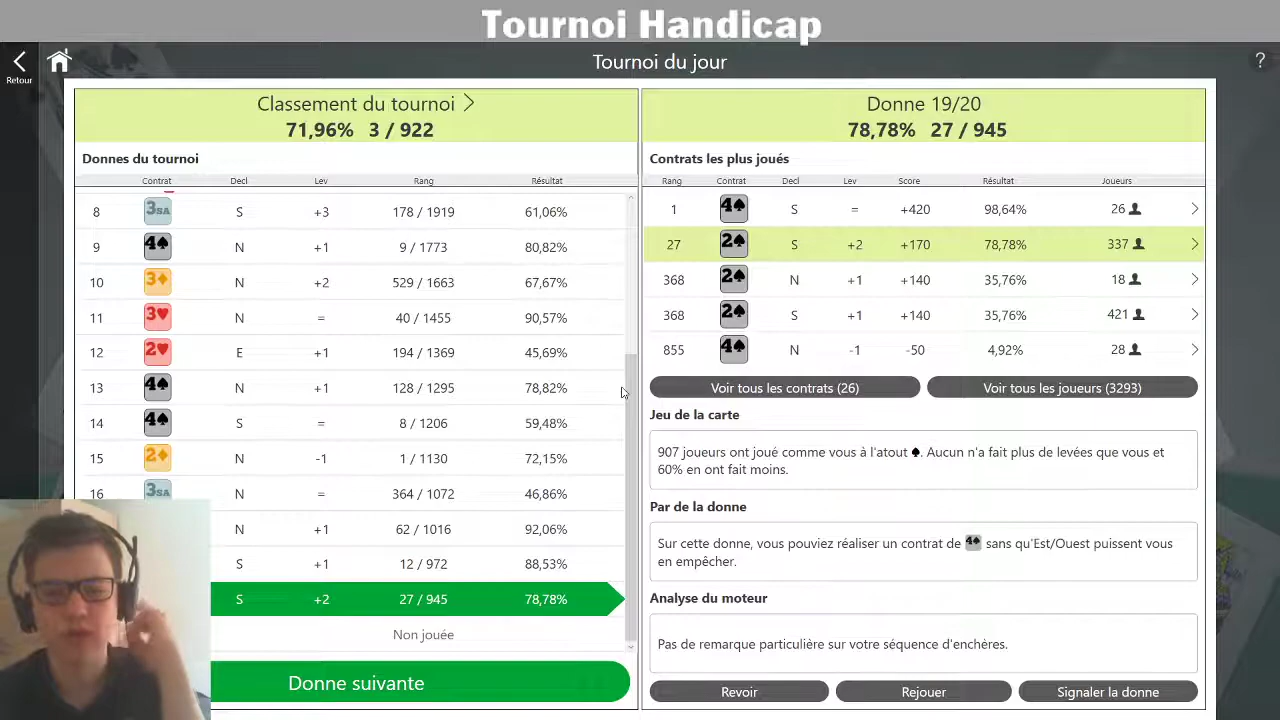 Tournoi Handicap
Retour
Tournoi du jour
?
Classement du tournoi
71,96% 3 / 922
Donnes du tournoi
Contrat Decl Lev Rang Résultat
8 3SA S +3 178 / 1919 61,06%
9 4♠ N +1 9 / 1773 80,82%
10 3♦ N +2 529 / 1663 67,67%
11 3♥ N = 40 / 1455 90,57%
12 2♥ E +1 194 / 1369 45,69%
13 4♠ N +1 128 / 1295 78,82%
14 4♠ S = 8 / 1206 59,48%
15 2♦ N -1 1 / 1130 72,15%
16 3SA N = 364 / 1072 46,86%
N +1 62 / 1016 92,06%
S +1 12 / 972 88,53%
S +2 27 / 945 78,78%
Non jouée
Donne suivante
Donne 19/20
78,78% 27 / 945
Contrats les plus joués
Rang Contrat Decl Lev Score Résultat Joueurs
1 4♠ S = +420 98,64% 26
27 2♠ S +2 +170 78,78% 337
368 2♠ N +1 +140 35,76% 18
368 2♠ S +1 +140 35,76% 421
855 4♠ N -1 -50 4,92% 28
Voir tous les contrats (26) Voir tous les joueurs (3293)
Jeu de la carte
907 joueurs ont joué comme vous à l'atout ♠. Aucun n'a fait plus de levées que vous et
60% en ont fait moins.
Par de la donne
Sur cette donne, vous pouviez réaliser un contrat de 4♠ sans qu'Est/Ouest puissent vous
en empêcher.
Analyse du moteur
Pas de remarque particulière sur votre séquence d'enchères.
Revoir Rejouer Signaler la donne